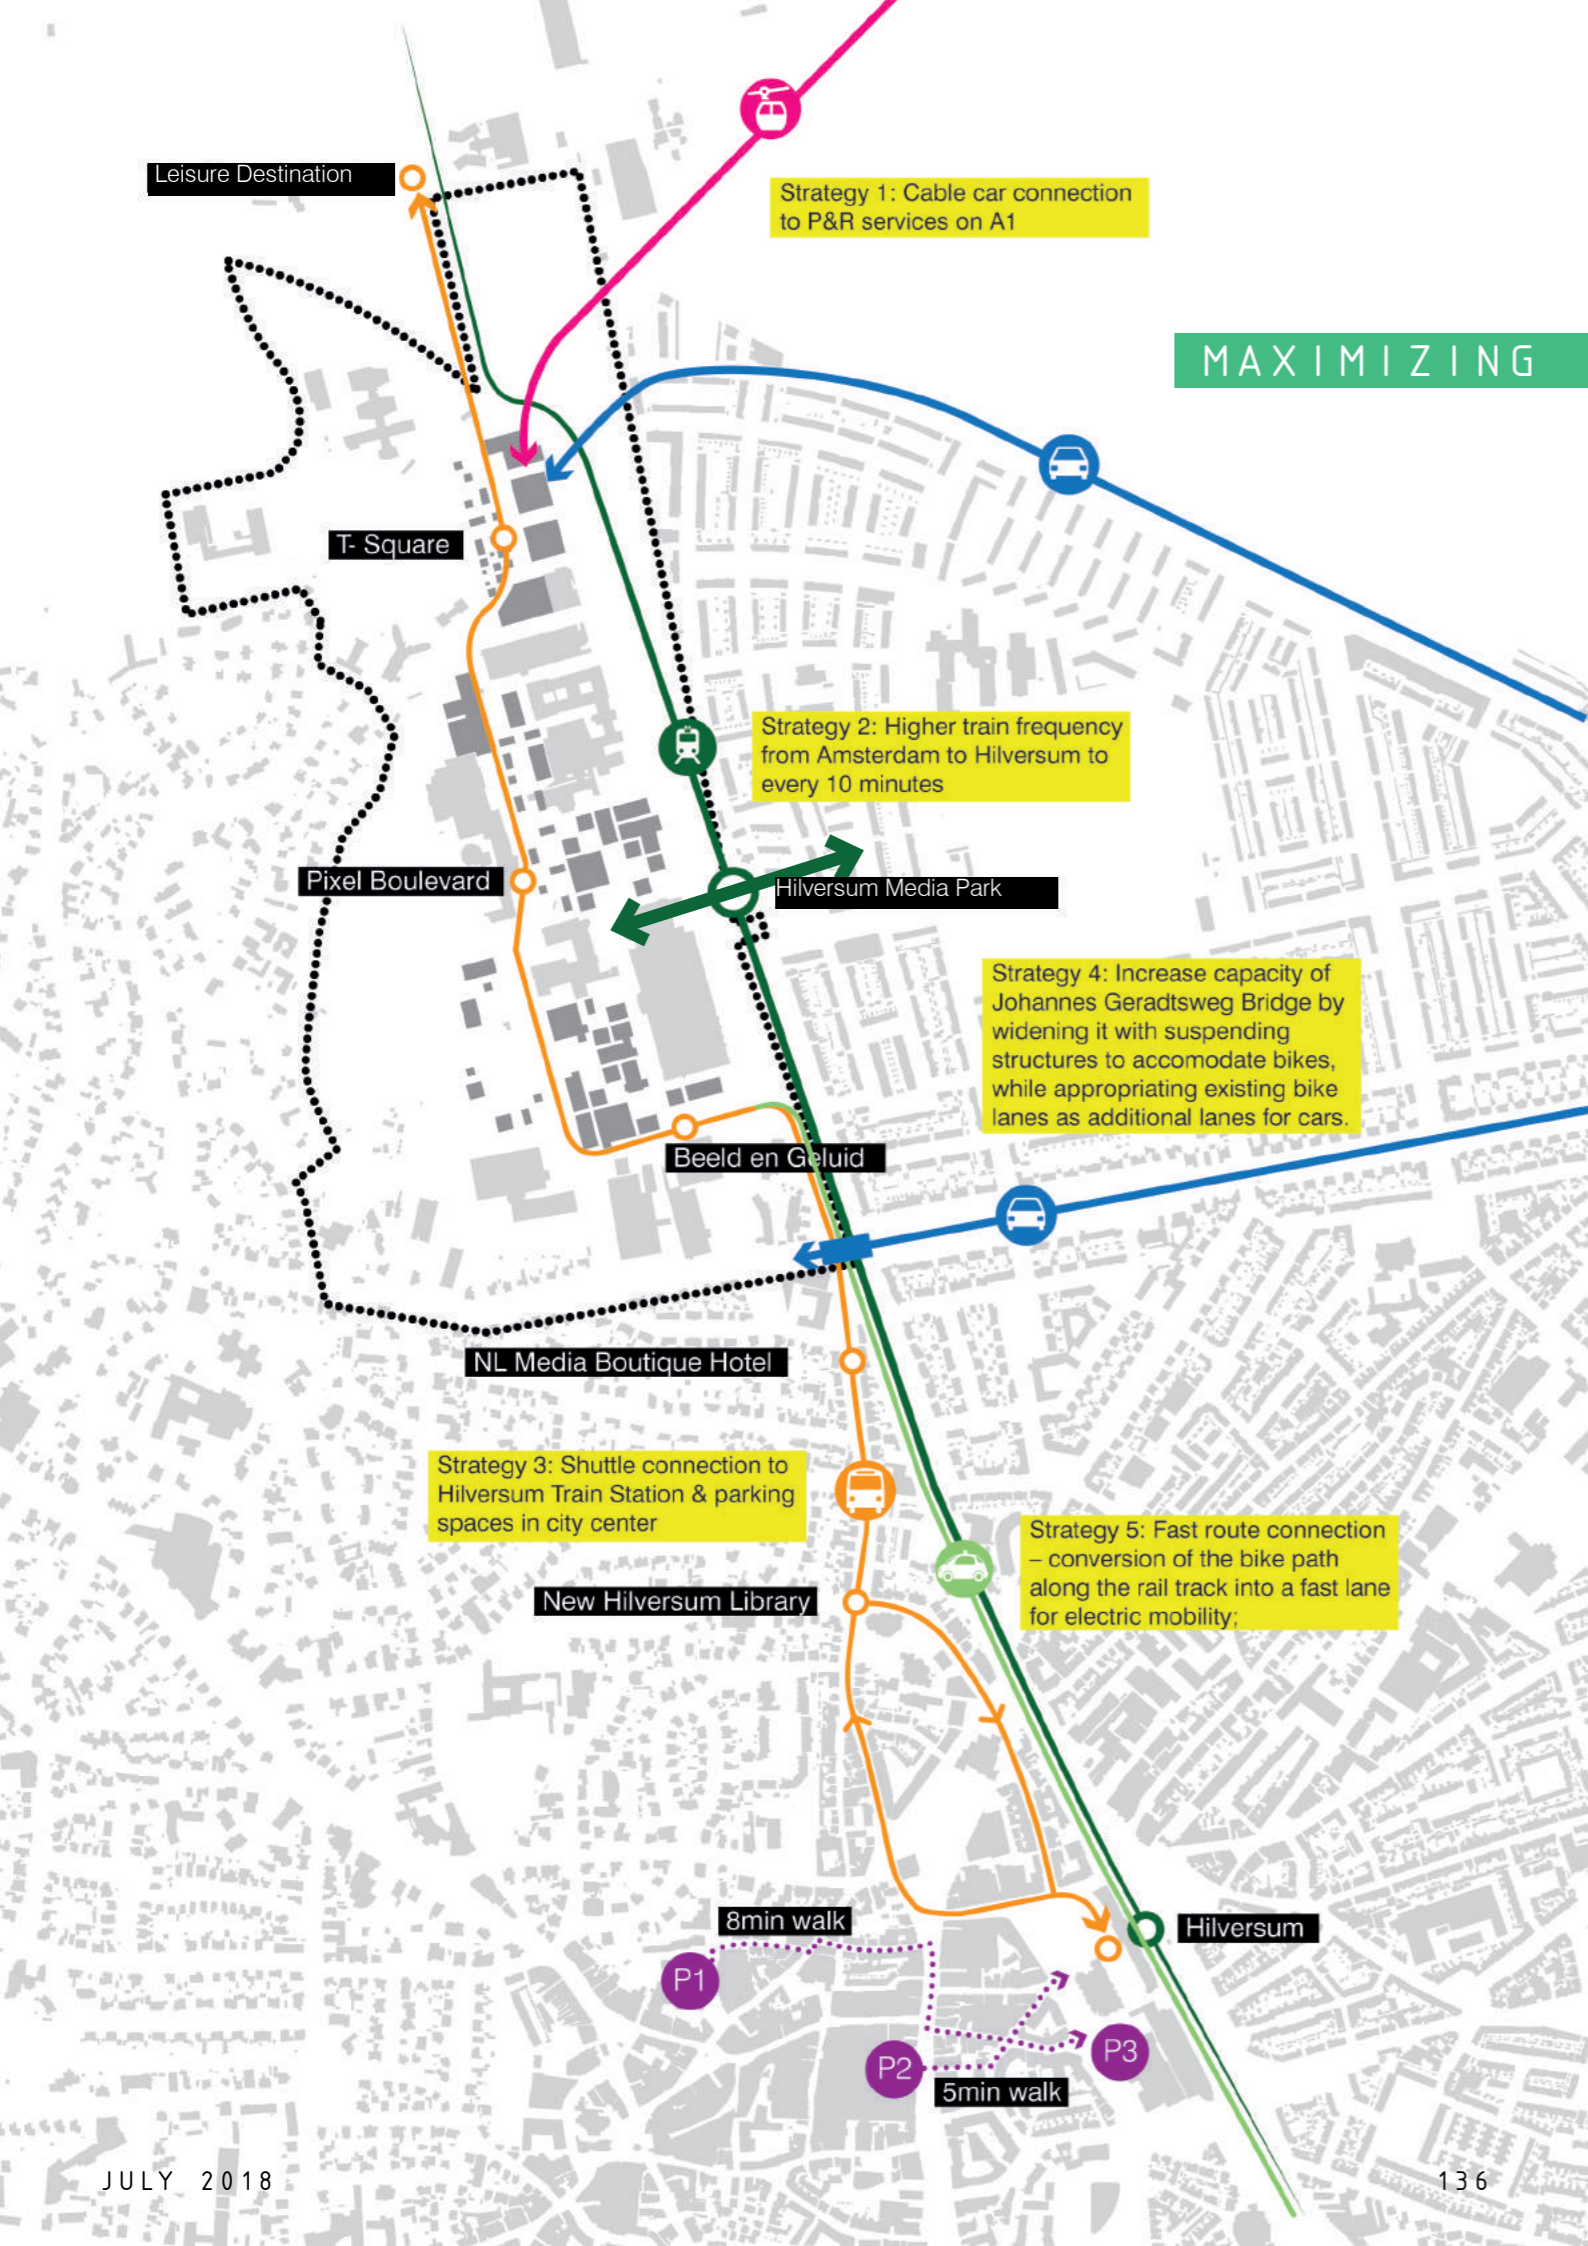 Leisure Destination
Strategy 1: Cable car connection
to P&R services on A1
MAXIMIZING
T- Square
Strategy 2: Higher train frequency
from Amsterdam to Hilversum to
every 10 minutes
Pixel Boulevard
Hilversum Media Park
Strategy 4: Increase capacity of
Johannes Geradtsweg Bridge by
widening it with suspending
structures to accomodate bikes,
while appropriating existing bike
lanes as additional lanes for cars.
Beeld en Geluid
NL Media Boutique Hotel
Strategy 3: Shuttle connection to
Hilversum Train Station & parking
spaces in city center
Strategy 5: Fast route connection
– conversion of the bike path
along the rail track into a fast lane
for electric mobility;
New Hilversum Library
8min walk
Hilversum
P1
P2
P3
5min walk
JULY 2018
136